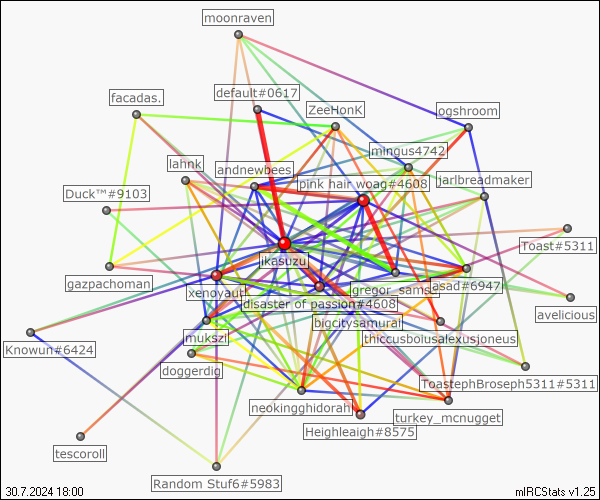 moonraven
default#0617
facadas.
ZeeHonK
ogshroom
mingus4742
lahnk
andnewbees
pink hair woag#4608
jarlbreadmaker
Duck™#9103
Toast#5311
ikasuzu
gazpachoman
xenoyautja
gregor_samsa
asad#6947
disaster of passion#4608
avelicious
bigcitysamurai
mukszi
thiccusbolusalexusjoneus
Knowun#6424
doggerdig
ToastephBroseph5311#5311
neokingghidorah
turkey_mcnugget
Heighleaigh#8575
tescoroll
Random Stuf6#5983
30.7.2024 18:00
mIRCStats v1.25